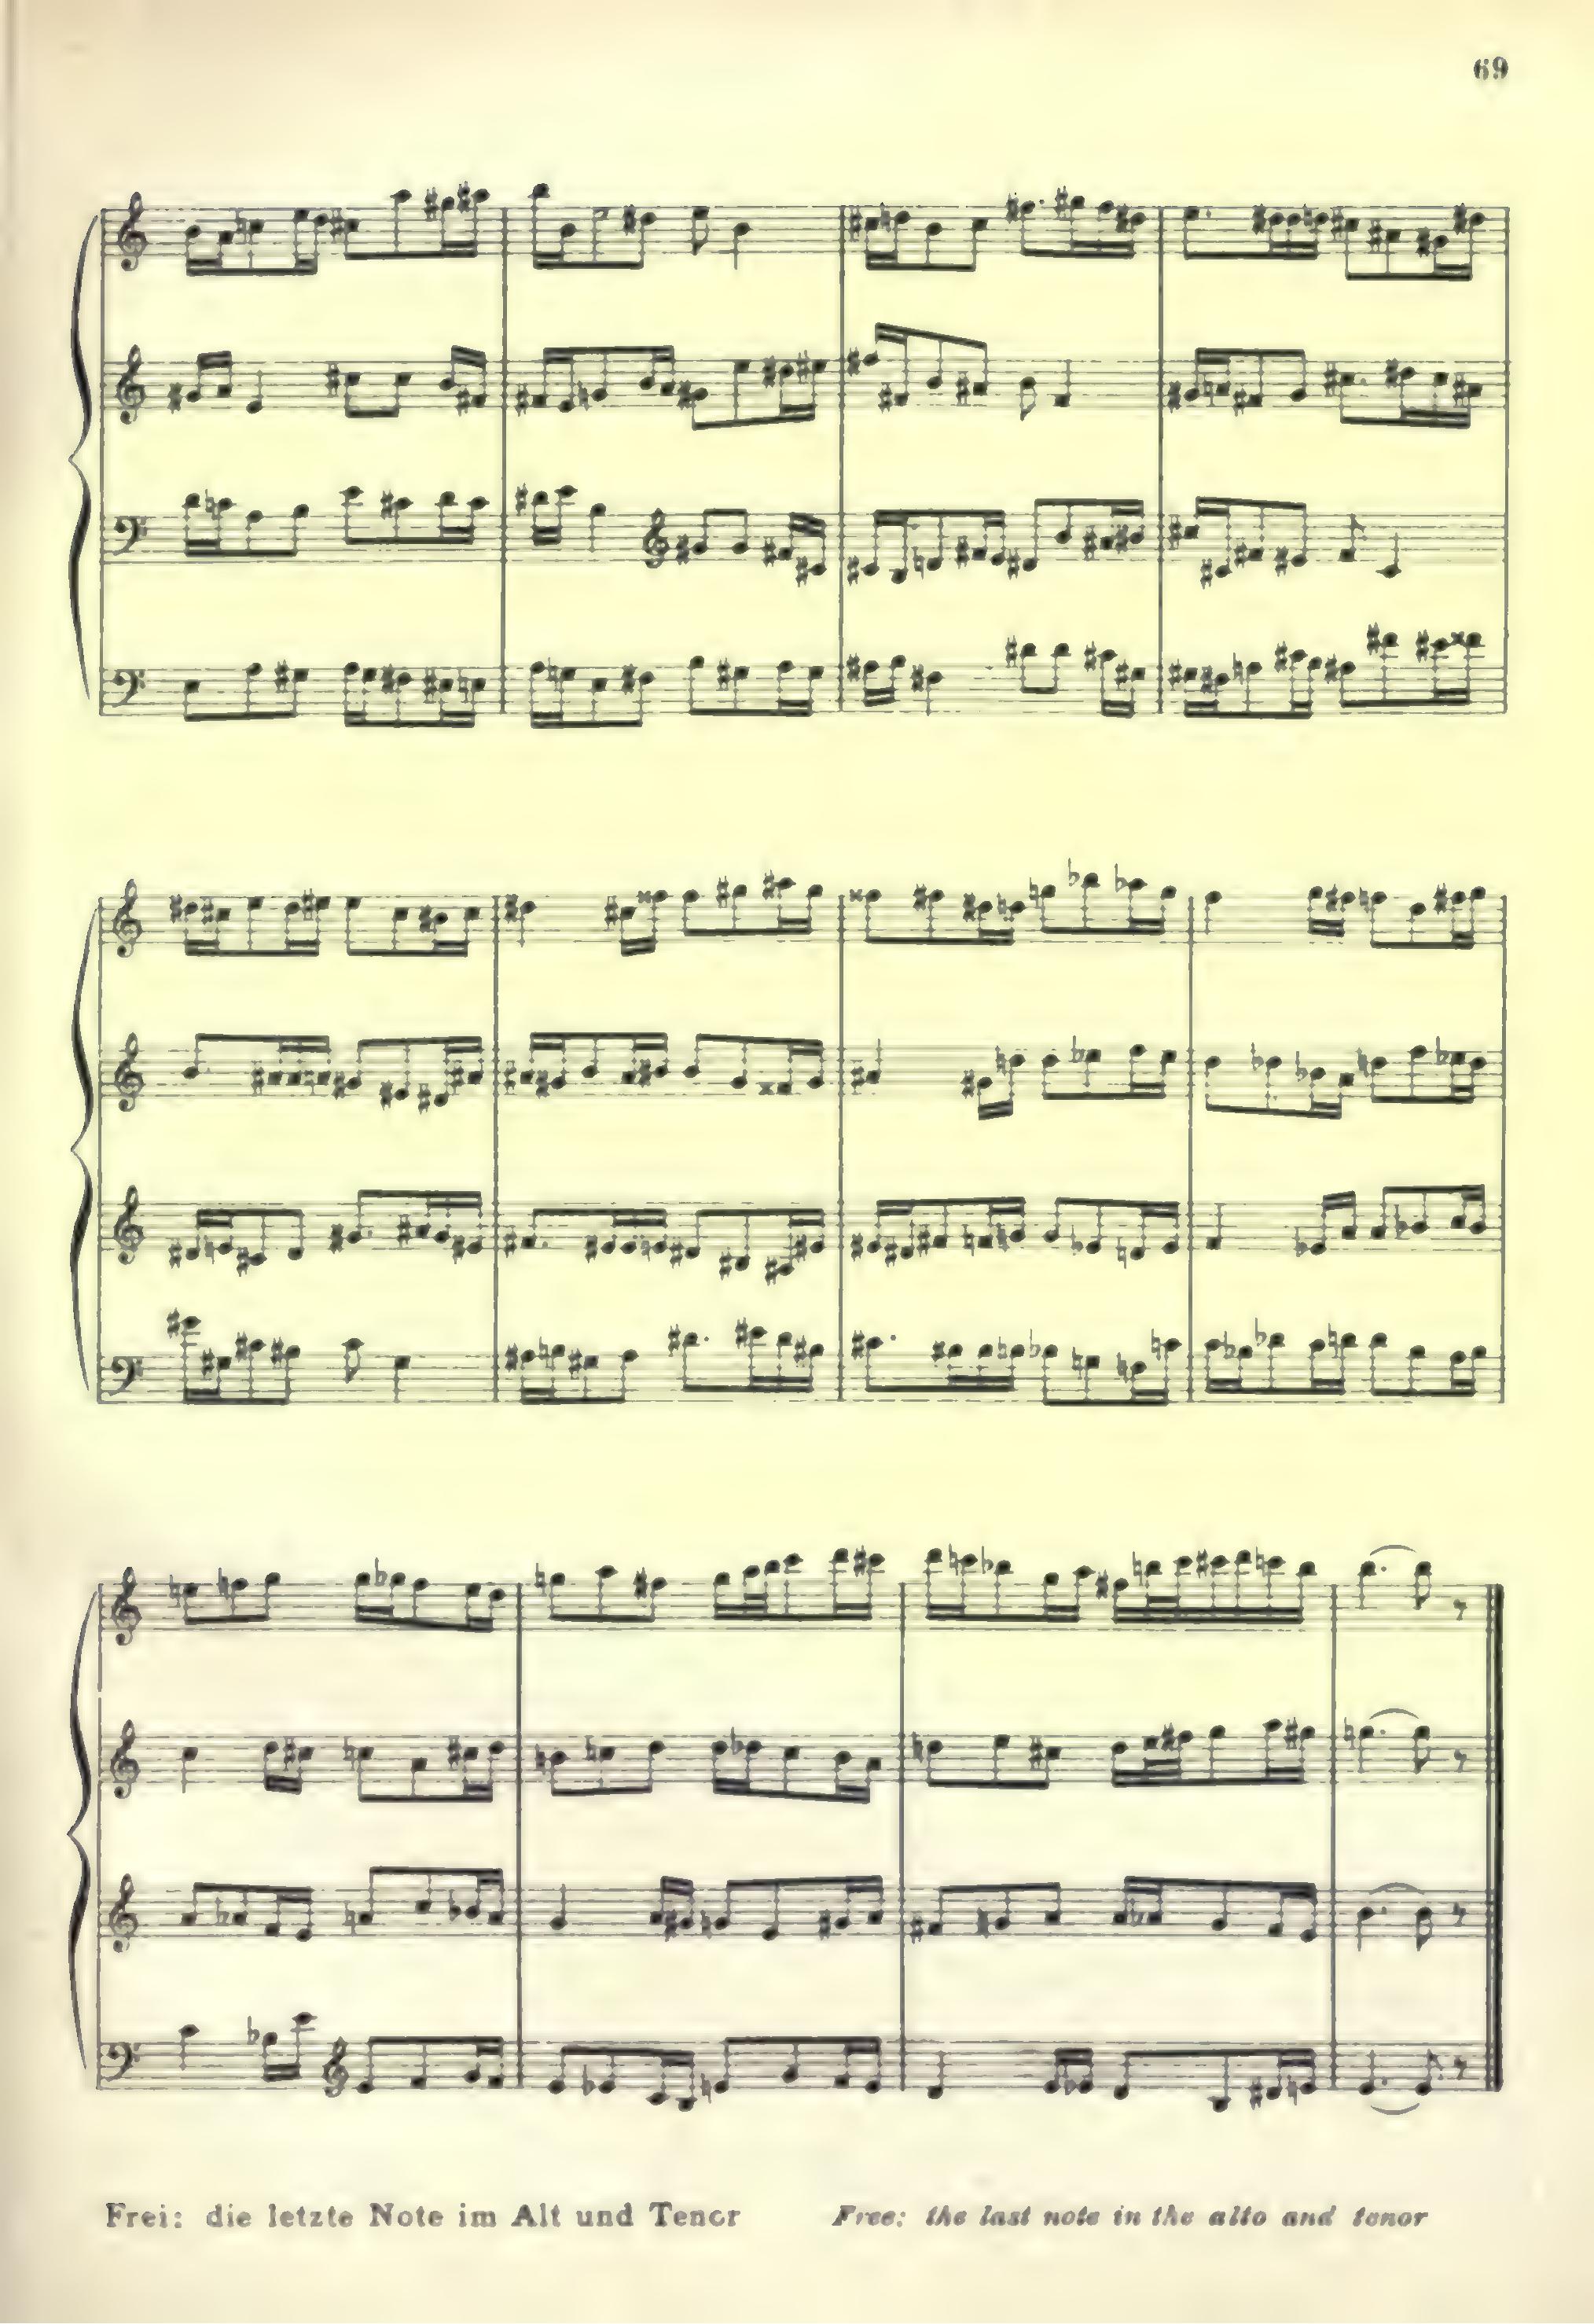 69
Frei: die letzte Note im Alt und Tenor
Free: the last note in the alto and tenor